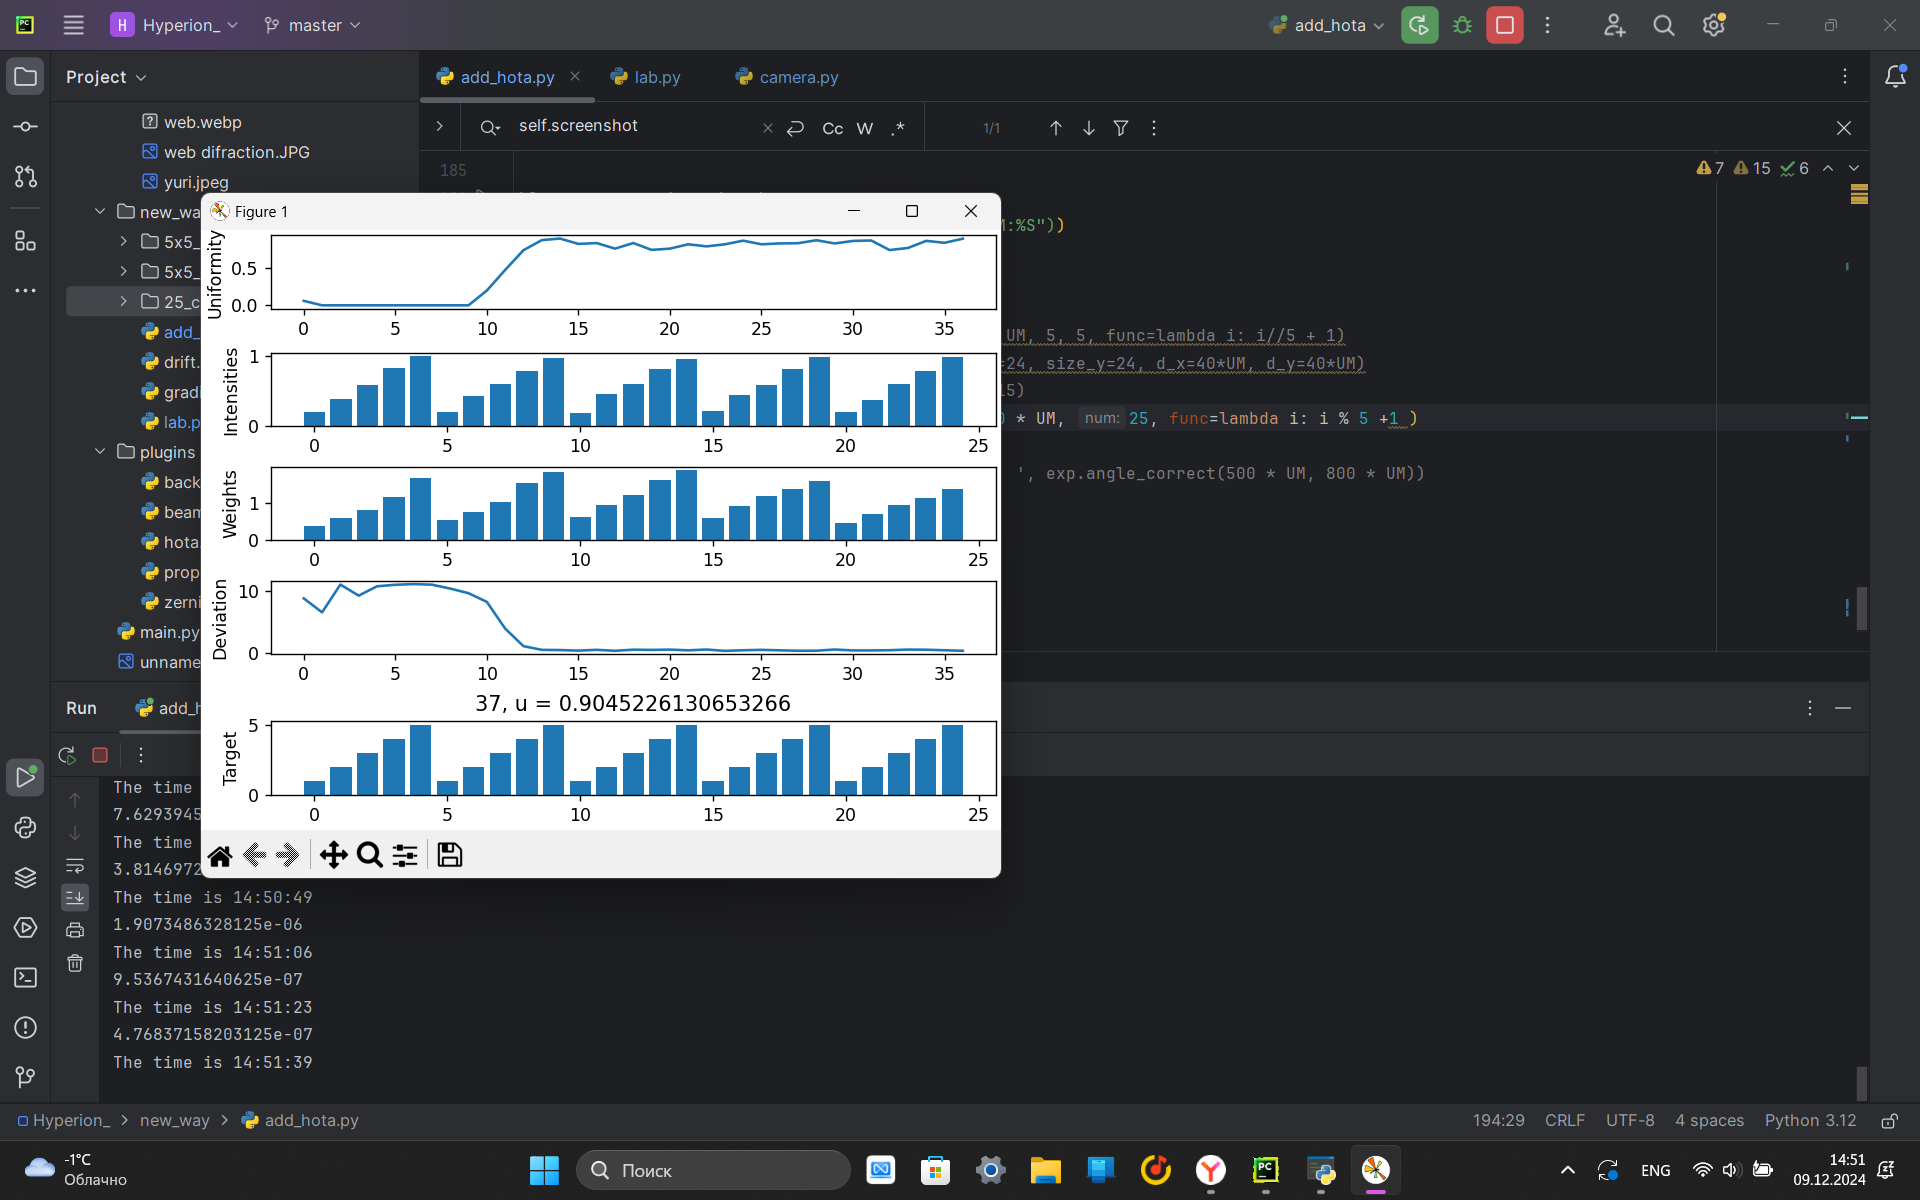 PC
H Hyperion_ master
add_hota
Project
web.webp
web difraction.JPG
yuri.jpeg
new_wa
5x5_
5x5_
25_c
add_
drift.
gradi
lab.p
plugins
back
beam
hota
prop
zerni
main.py
unname
add_hota.py
lab.py
camera.py
self.screenshot
Cc W .*
1/1
185
7 15 6
:%S"))
UM, 5, 5, func=lambda i: i//5 + 1)
=24, size_y=24, d_x=40*UM, d_y=40*UM)
* UM, num: 25, func=lambda i: i % 5 +1 )
', exp.angle_correct(500 * UM, 800 * UM))
Figure 1
Uniformity
0.5
0.0
0 5 10 15 20 25 30 35
Intensities
1
0
0 5 10 15 20 25
Weights
1
0
0 5 10 15 20 25
Deviation
10
0
0 5 10 15 20 25 30 35
37, u = 0.9045226130653266
Target
5
0
0 5 10 15 20 25
Run
add_h
The time
7.6293945
The time
3.8146972
The time is 14:50:49
1.9073486328125e-06
The time is 14:51:06
9.5367431640625e-07
The time is 14:51:23
4.76837158203125e-07
The time is 14:51:39
Hyperion_ > new_way > add_hota.py
194:29 CRLF UTF-8 4 spaces Python 3.12
-1°C
Облачно
Поиск
PC
ENG
14:51
09.12.2024